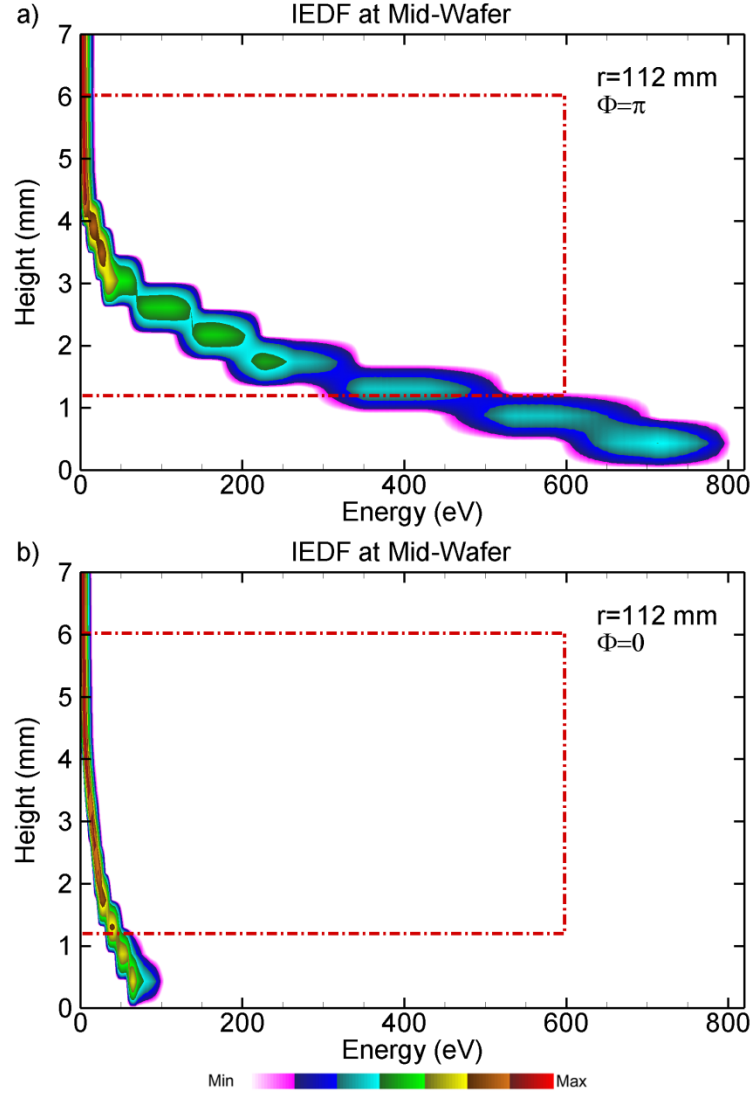 a)
IEDF at Mid-Wafer
r=112 mm
Φ=π
Height (mm)
7
6
5
4
3
2
1
0
0 200 400 600 800
Energy (eV)
b)
IEDF at Mid-Wafer
r=112 mm
Φ=0
Height (mm)
7
6
5
4
3
2
1
0
0 200 400 600 800
Energy (eV)
Min Max